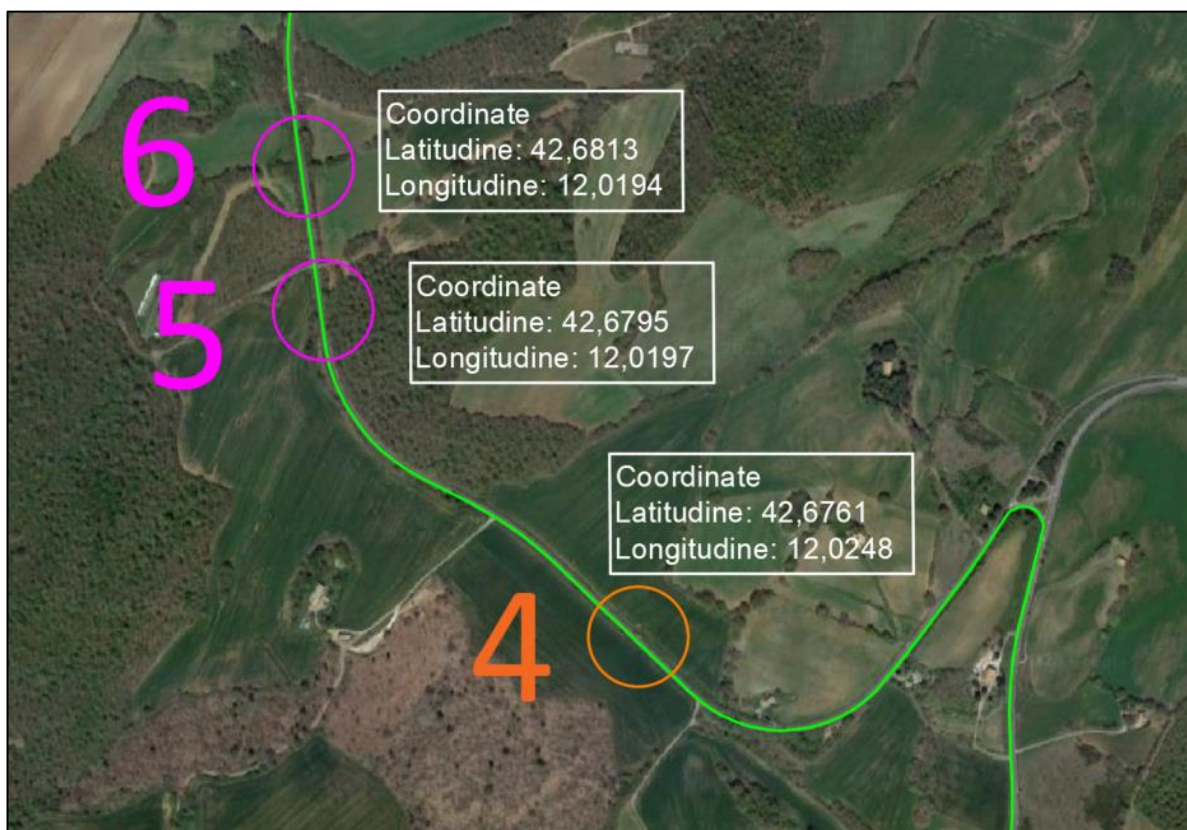 6
Coordinate
Latitudine: 42,6813
Longitudine: 12,0194
5
Coordinate
Latitudine: 42,6795
Longitudine: 12,0197
Coordinate
Latitudine: 42,6761
Longitudine: 12,0248
4